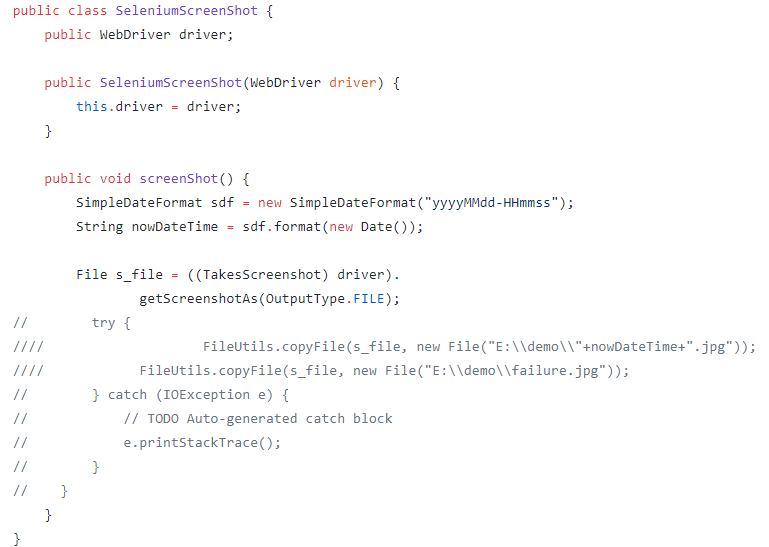 public class SeleniumScreenShot {
    public WebDriver driver;

    public SeleniumScreenShot(WebDriver driver) {
        this.driver = driver;
    }

    public void screenShot() {
        SimpleDateFormat sdf = new SimpleDateFormat("yyyyMMdd-HHmmss");
        String nowDateTime = sdf.format(new Date());

        File s_file = ((TakesScreenshot) driver).
                getScreenshotAs(OutputType.FILE);
//        try {
////                    FileUtils.copyFile(s_file, new File("E:\\demo\\"+nowDateTime+".jpg"));
////            FileUtils.copyFile(s_file, new File("E:\\demo\\failure.jpg"));
//        } catch (IOException e) {
//            // TODO Auto-generated catch block
//            e.printStackTrace();
//        }
//    }
    }
}